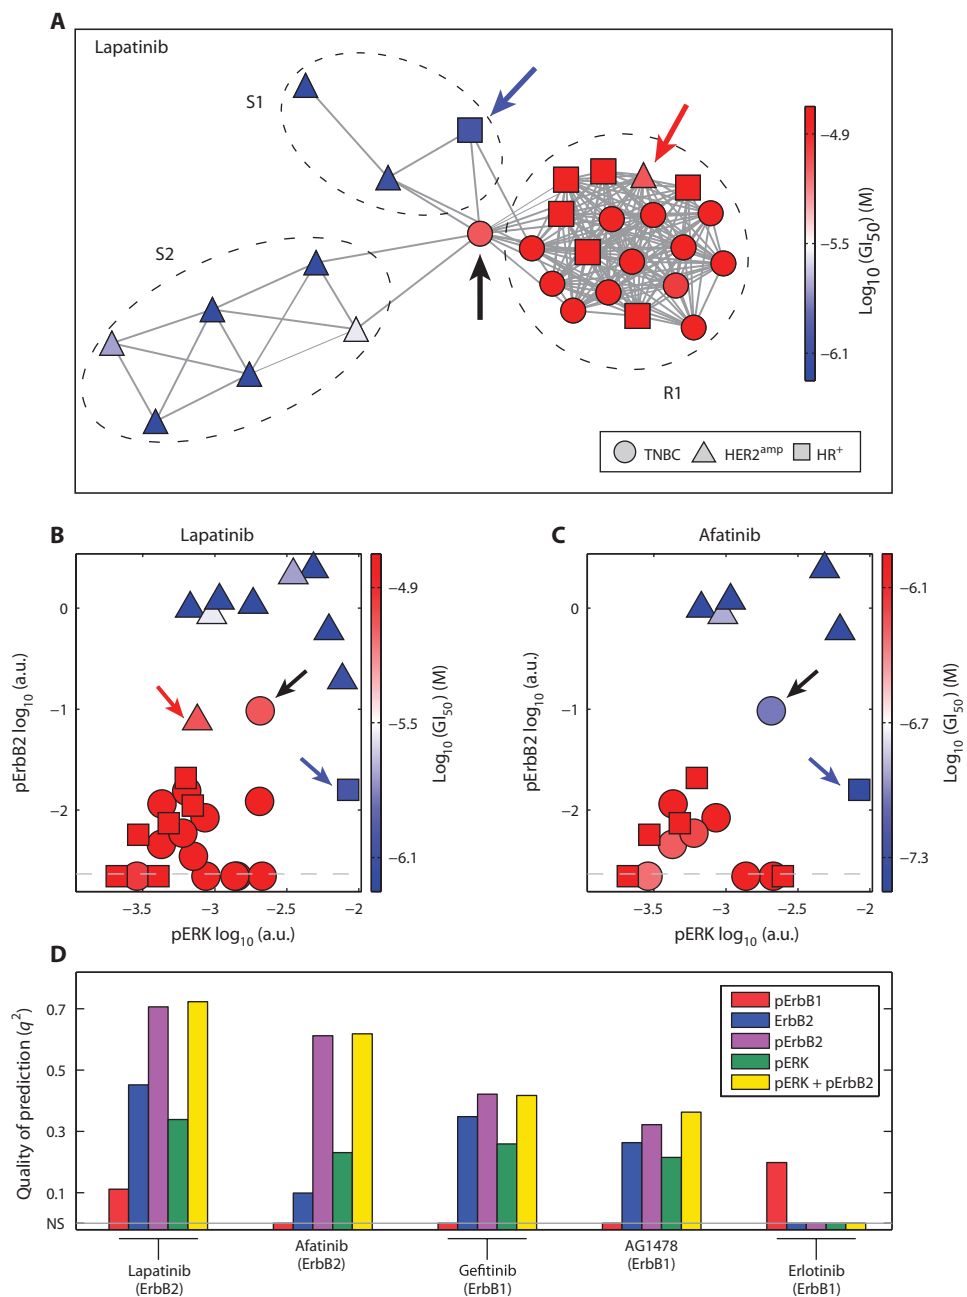 A
Lapatinib
S1
S2
R1
−4.9
−5.5
−6.1
Log10 (GI50) (M)
TNBC
HER2amp
HR+
B
Lapatinib
0
−1
−2
pErbB2 log10 (a.u.)
−3.5
−3
−2.5
−2
pERK log10 (a.u.)
−4.9
−5.5
−6.1
Log10 (GI50) (M)
C
Afatinib
0
−1
−2
pErbB2 log10 (a.u.)
−3.5
−3
−2.5
−2
pERK log10 (a.u.)
−6.1
−6.7
−7.3
Log10 (GI50) (M)
D
0.7
0.5
0.3
0.1
NS
Quality of prediction (q2)
pErbB1
ErbB2
pErbB2
pERK
pERK + pErbB2
Lapatinib
(ErbB2)
Afatinib
(ErbB2)
Gefitinib
(ErbB1)
AG1478
(ErbB1)
Erlotinib
(ErbB1)